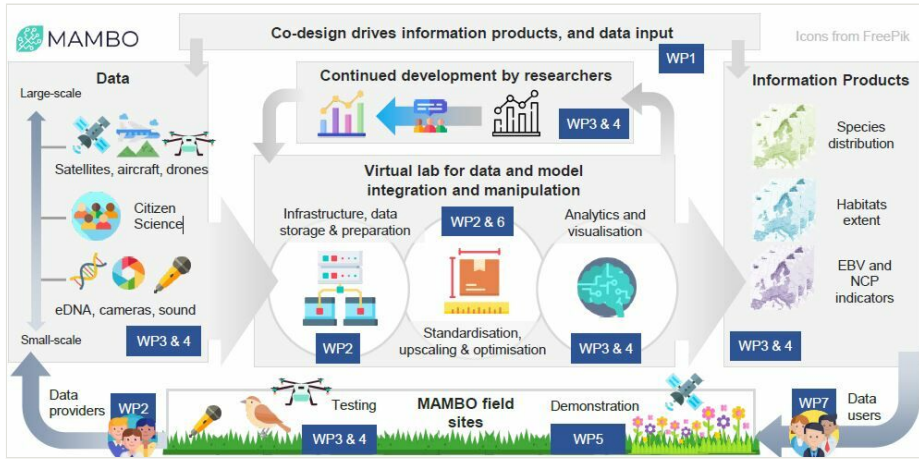 MAMBO
Co-design drives information products, and data input
Icons from FreePik
WP1
Data
Large-scale
Satellites, aircraft, drones
Citizen
Science
eDNA, cameras, sound
Small-scale
WP3 & 4
Continued development by researchers
WP3 & 4
Virtual lab for data and model
integration and manipulation
Infrastructure, data
storage & preparation
WP2
WP2 & 6
Standardisation,
upscaling & optimisation
Analytics and
visualisation
WP3 & 4
Information Products
Species
distribution
Habitats
extent
EBV and
NCP
indicators
WP3 & 4
Data
providers
WP2
Testing
WP3 & 4
MAMBO field
sites
Demonstration
WP5
WP7
Data
users